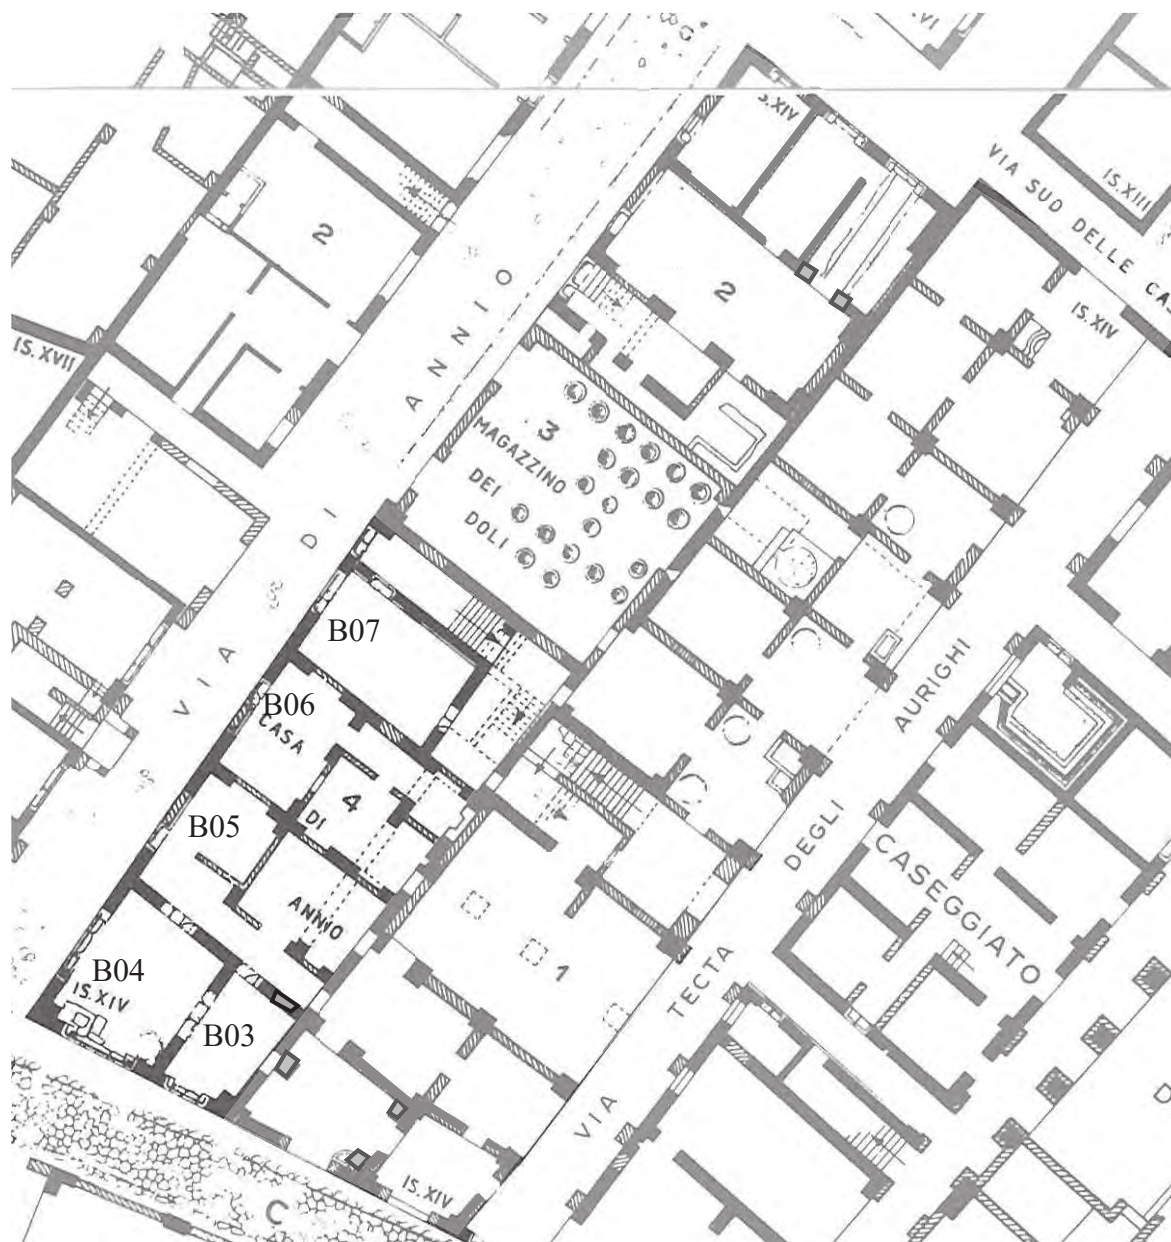 IS.XIV
VIA SUD DELLE CAS
IS.XIII
2
2
IS.XIV
IS.XVII
VIA DI ANNIO
3
MAGAZZINO
DEI
DOLI
B07
B06
CASA
4
DI
B05
ANNIO
B04
IS.XIV
B03
1
VIA TECTA DEGLI AURIGHI
CASEGGIATO
D
IS.XIV
C